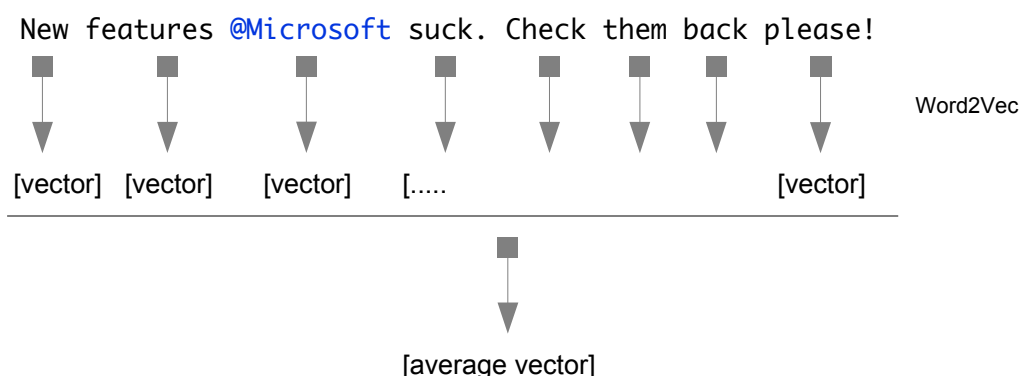 New features @Microsoft suck. Check them back please!
Word2Vec
[vector] [vector] [vector] [..... [vector]
[average vector]